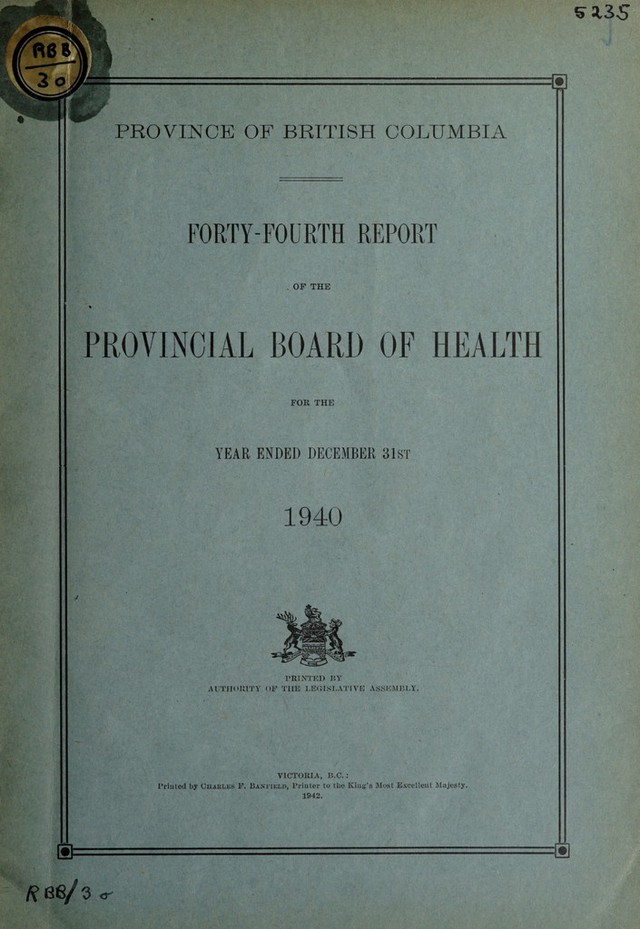 5235
RBB
30
PROVINCE OF BRITISH COLUMBIA
FORTY-FOURTH REPORT
OF THE
PROVINCIAL BOARD OF HEALTH
FOR THE
YEAR ENDED DECEMBER 31ST
1940
PRINTED BY
AUTHORITY OF THE LEGISLATIVE ASSEMBLY.
VICTORIA, B.C.:
Printed by CHARLES F. BANFIELD, Printer to the King's Most Excellent Majesty.
1942.
RBB/30